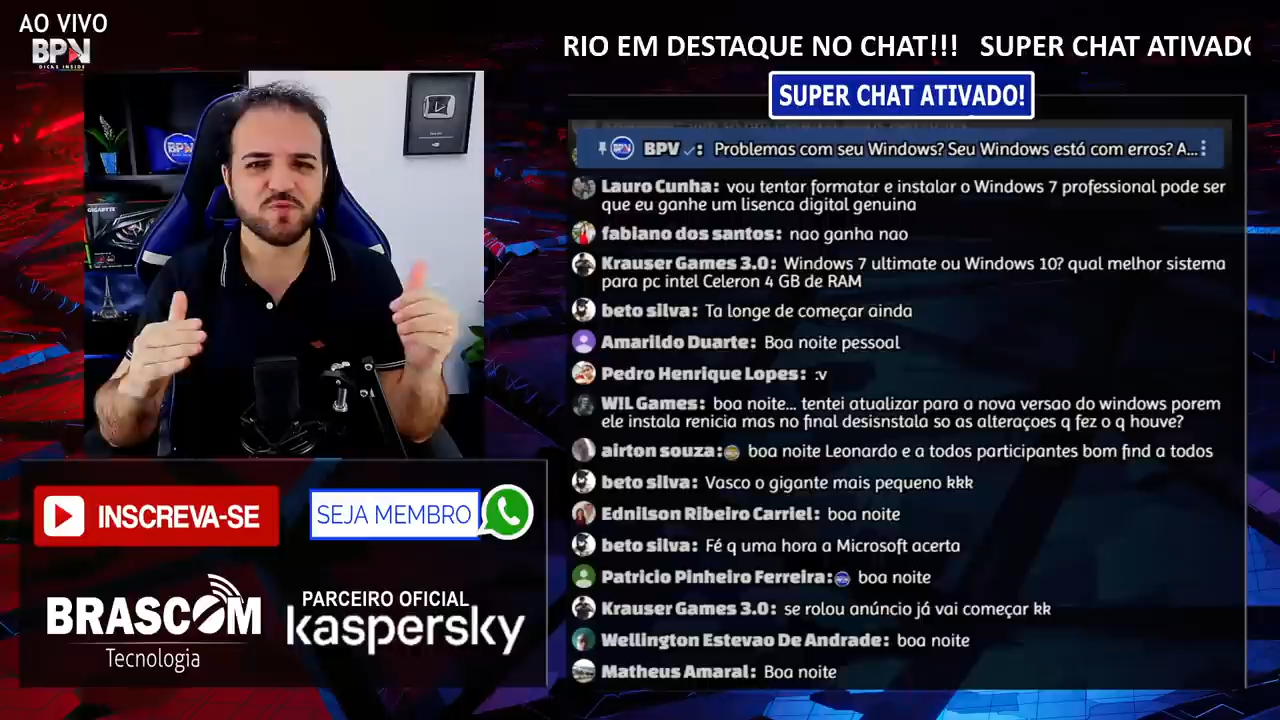 AO VIVO
BPV
DICAS INSIDE
RIO EM DESTAQUE NO CHAT!!! SUPER CHAT ATIVADO
SUPER CHAT ATIVADO!
BPV: Problemas com seu Windows? Seu Windows está com erros? A...
Lauro Cunha: vou tentar formatar e instalar o Windows 7 professional pode ser
que eu ganhe um lisenca digital genuina
fabiano dos santos: nao ganha nao
Krauser Games 3.0: Windows 7 ultimate ou Windows 10? qual melhor sistema
para pc intel Celeron 4 GB de RAM
beto silva: Ta longe de começar ainda
Amarildo Duarte: Boa noite pessoal
Pedro Henrique Lopes: :v
W!L Games: boa noite... tentei atualizar para a nova versao do windows porem
ele instala renicia mas no final desisnstala so as alteraçoes q fez o q houve?
airton souza: boa noite Leonardo e a todos participantes bom find a todos
beto silva: Vasco o gigante mais pequeno kkk
Ednilson Ribeiro Carriel: boa noite
beto silva: Fé q uma hora a Microsoft acerta
Patricio Pinheiro Ferreira: boa noite
Krauser Games 3.0: se rolou anúncio já vai começar kk
Wellington Estevao De Andrade: boa noite
Matheus Amaral: Boa noite
GIGABYTE
INSCREVA-SE
SEJA MEMBRO
BRASCOM
Tecnologia
PARCEIRO OFICIAL
kaspersky